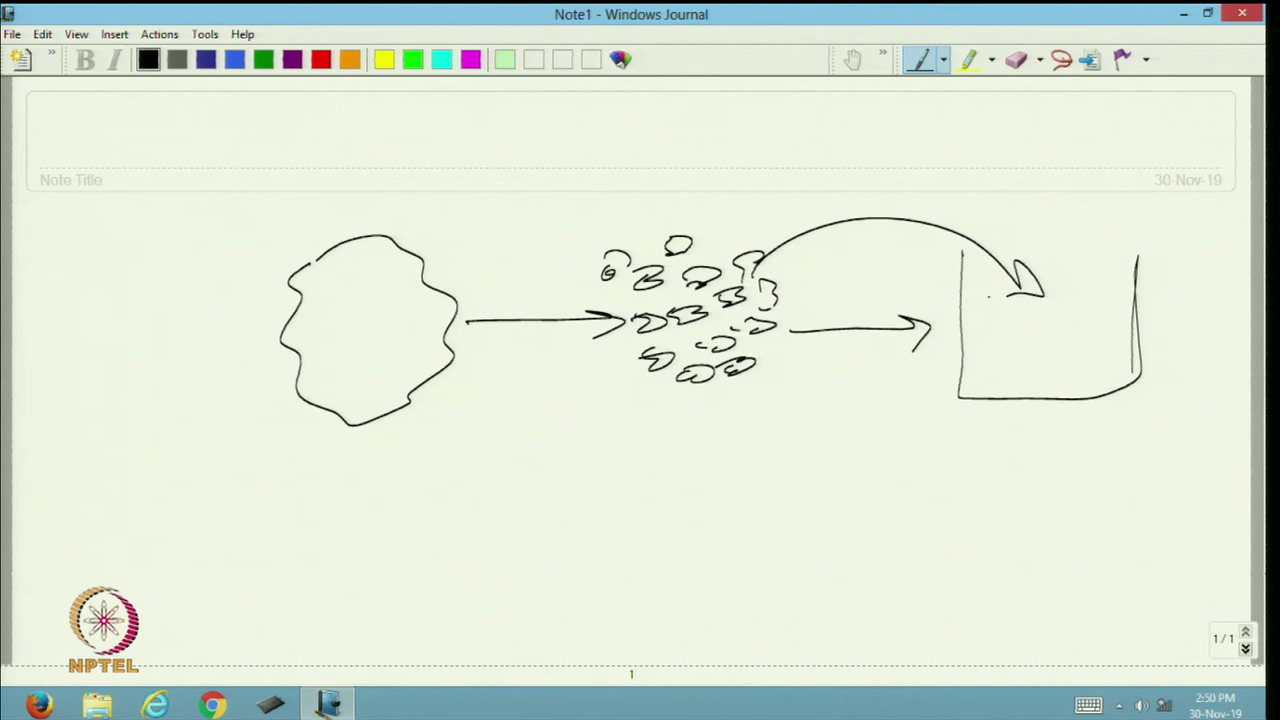 Note1 - Windows Journal
File Edit View Insert Actions Tools Help
B I
Note Title
30-Nov-19
1 / 1
NPTEL
1
2:50 PM
30-Nov-19